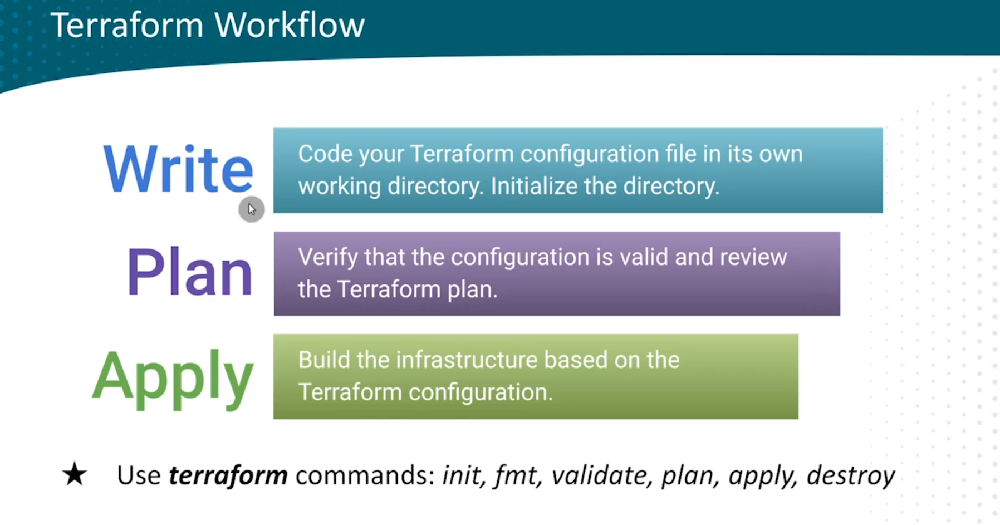 Terraform Workflow
Write
Code your Terraform configuration file in its own
working directory. Initialize the directory.
Plan
Verify that the configuration is valid and review
the Terraform plan.
Apply
Build the infrastructure based on the
Terraform configuration.
★ Use terraform commands: init, fmt, validate, plan, apply, destroy